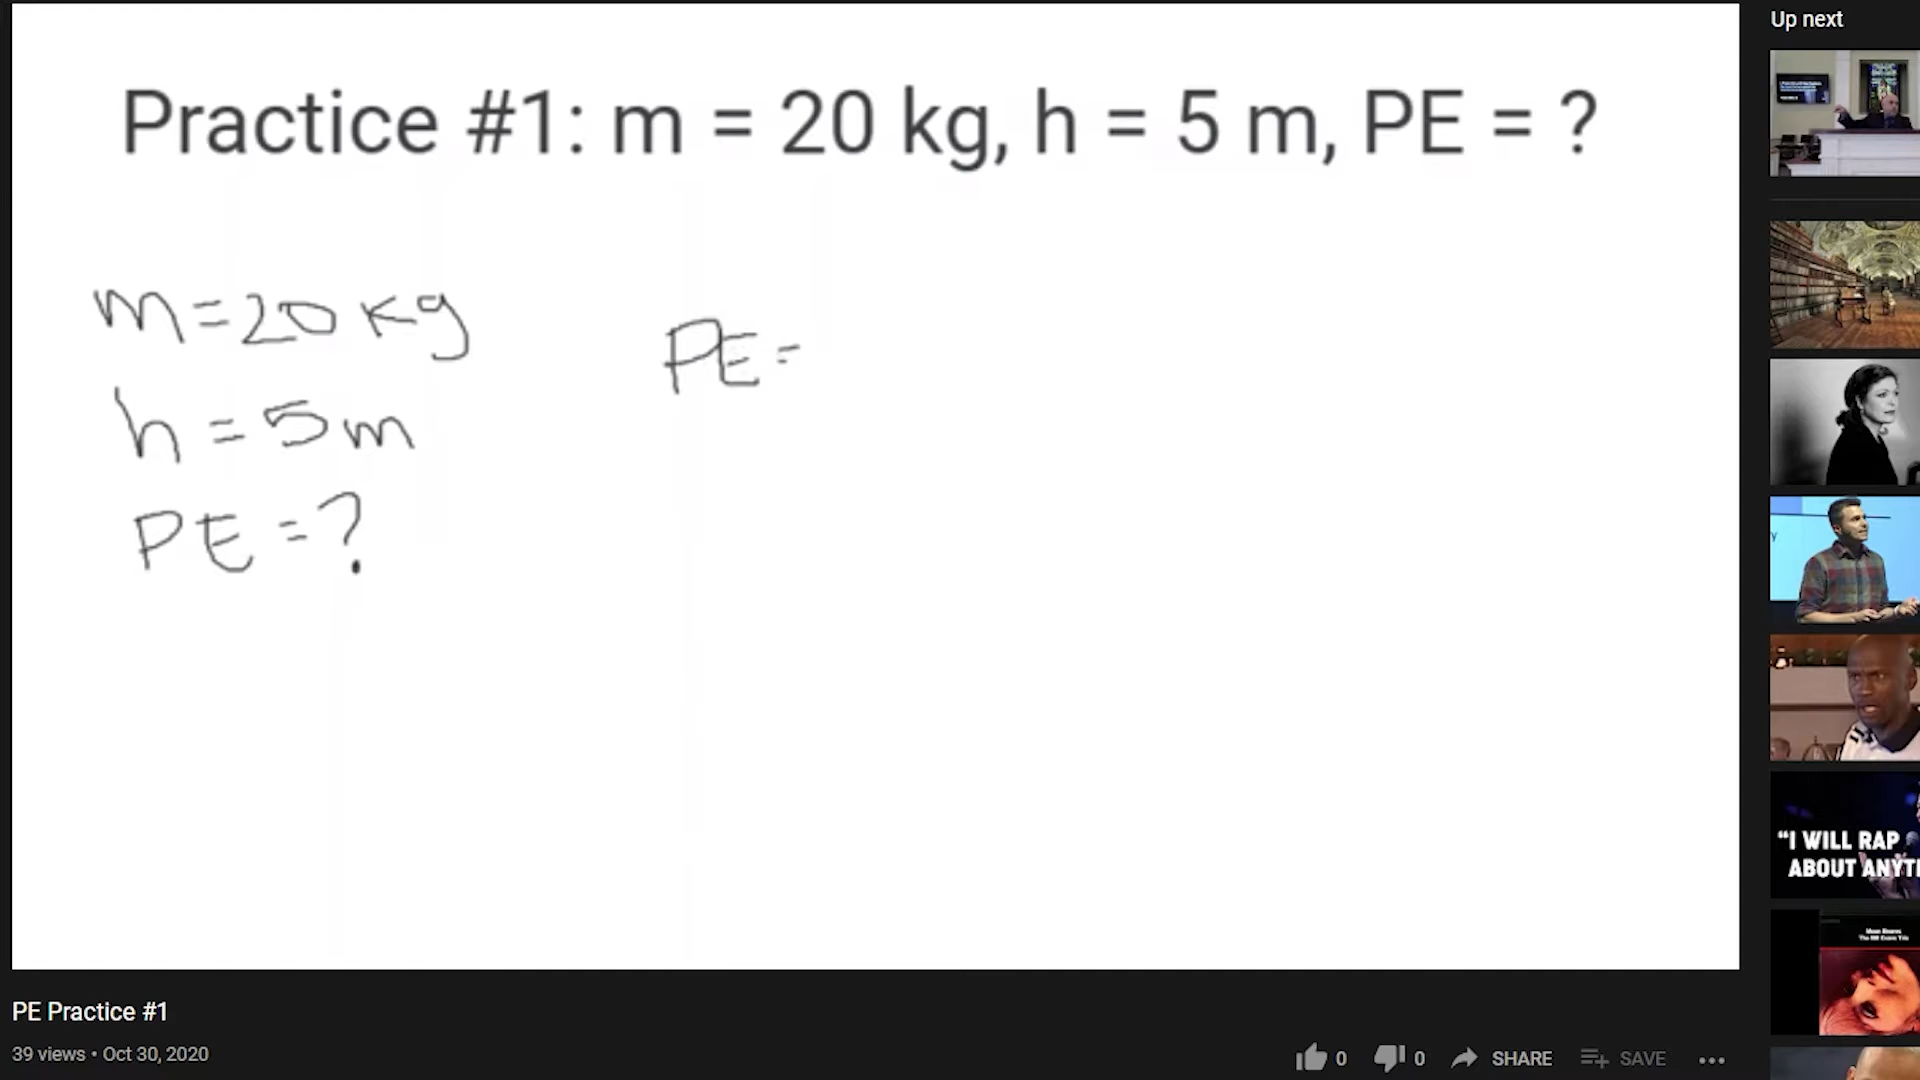 Up next
Practice #1: m = 20 kg, h = 5 m, PE = ?
m = 20 kg
h = 5 m
PE = ?
PE =
"I WILL RAP
ABOUT ANYT
PE Practice #1
39 views • Oct 30, 2020
0 0 SHARE SAVE